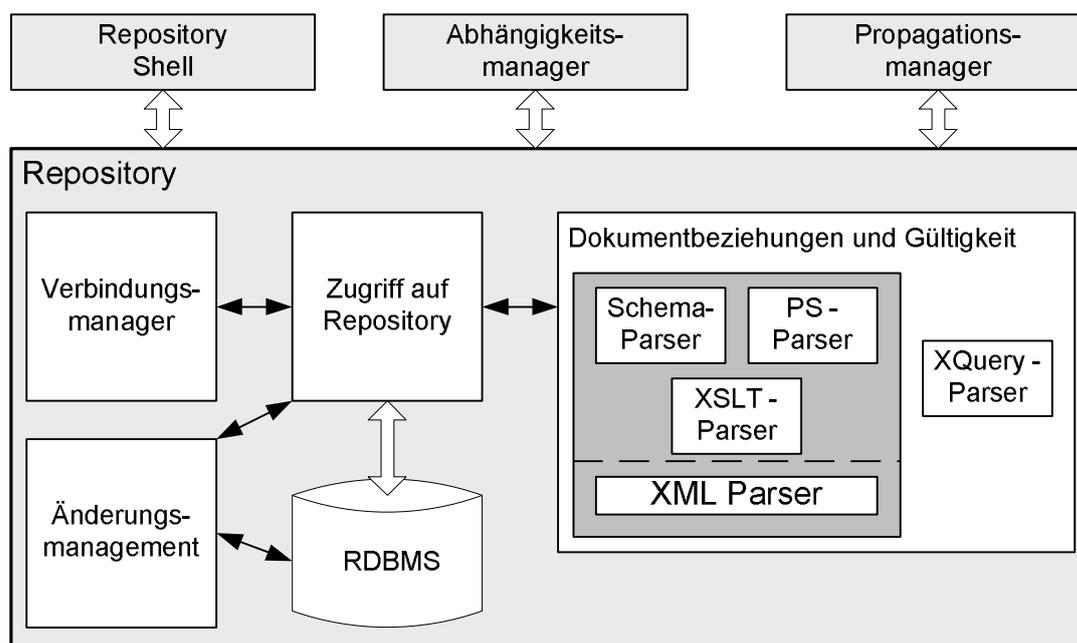 Repository
Shell
Abhängigkeits-
manager
Propagations-
manager
Repository
Verbindungs-
manager
Zugriff auf
Repository
Dokumentbeziehungen und Gültigkeit
Schema-
Parser
PS -
Parser
XSLT -
Parser
XML Parser
XQuery -
Parser
Änderungs-
management
RDBMS